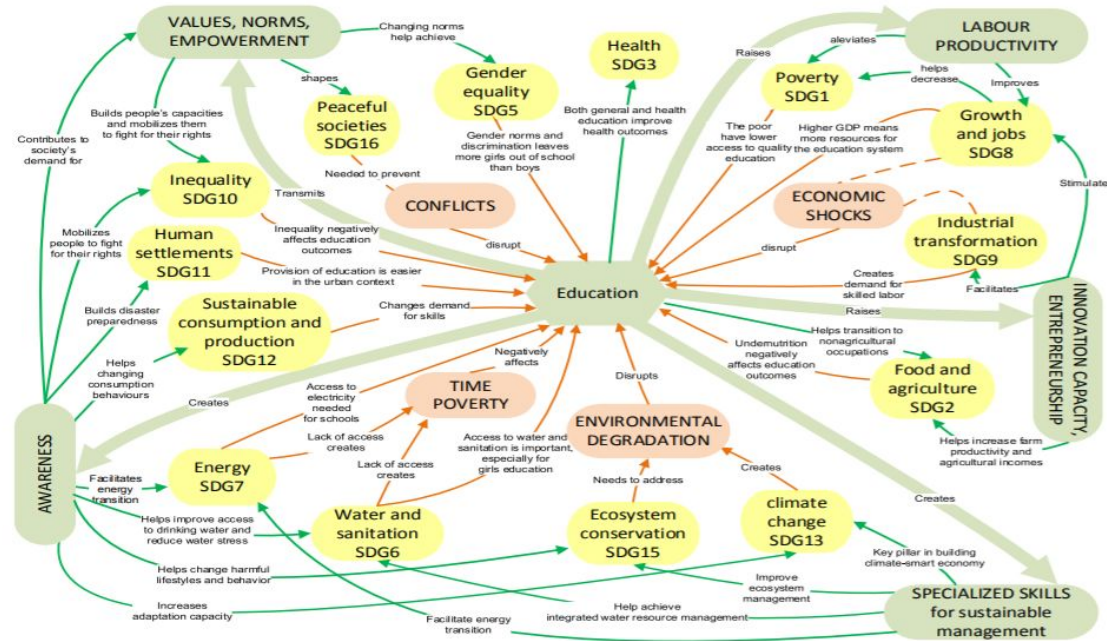 VALUES, NORMS,
EMPOWERMENT
Changing norms
help achieve
Health
SDG3
Raises
LABOUR
PRODUCTIVITY
aleviates
helps
decrease
Improves
Poverty
SDG1
Gender
equality
SDG5
shapes
Peaceful
societies
SDG16
Builds people's capacities
and mobilizes them
to fight for their rights
Both general and health
education improve
health outcomes
Growth
and jobs
SDG8
Contributes to
society's
demand for
Gender norms and
discrimination leaves
more girls out of school
than boys
The poor
have lower
access to quality
education
Higher GDP means
more resources for
the education system
Needed to prevent
Inequality
SDG10
Transmits
CONFLICTS
ECONOMIC
SHOCKS
Stimulate
Mobilizes
people to fight
for their rights
Human
settlements
SDG11
Inequality negatively
affects education
outcomes
disrupt
disrupt
Industrial
transformation
SDG9
Provision of education is easier
in the urban context
Education
Creates
demand for
skilled labor
Facilitates
Raises
INNOVATION CAPACITY,
ENTREPRENEURSHIP
Builds disaster
preparedness
Sustainable
consumption and
production
SDG12
Changes demand
for skills
Helps transition to
nonagricultural
occupations
Undemutrition
negatively
affects education
outcomes
Helps
changing
consumption
behaviours
Negatively
affects
Disrupts
Food and
agriculture
SDG2
Creates
Access to
electricity
needed
for schools
TIME
POVERTY
ENVIRONMENTAL
DEGRADATION
Lack of access
creates
Access to water and
sanitation is important,
especially for
girls education
Helps increase farm
productivity and
agricultural incomes
AWARENESS
Energy
SDG7
Lack of access
creates
Creates
Needs to address
Facilitates
energy
transition
Creates
Helps improve access
to drinking water and
reduce water stress
Water and
sanitation
SDG6
Ecosystem
conservation
SDG15
climate
change
SDG13
Key pillar in building
climate-smart economy
Helps change harmful
lifestyles and behavior
Improve
ecosystem
management
Increases
adaptation capacity
Facilitate energy
transition
Help achieve
integrated water resource management
SPECIALIZED SKILLS
for sustainable
management